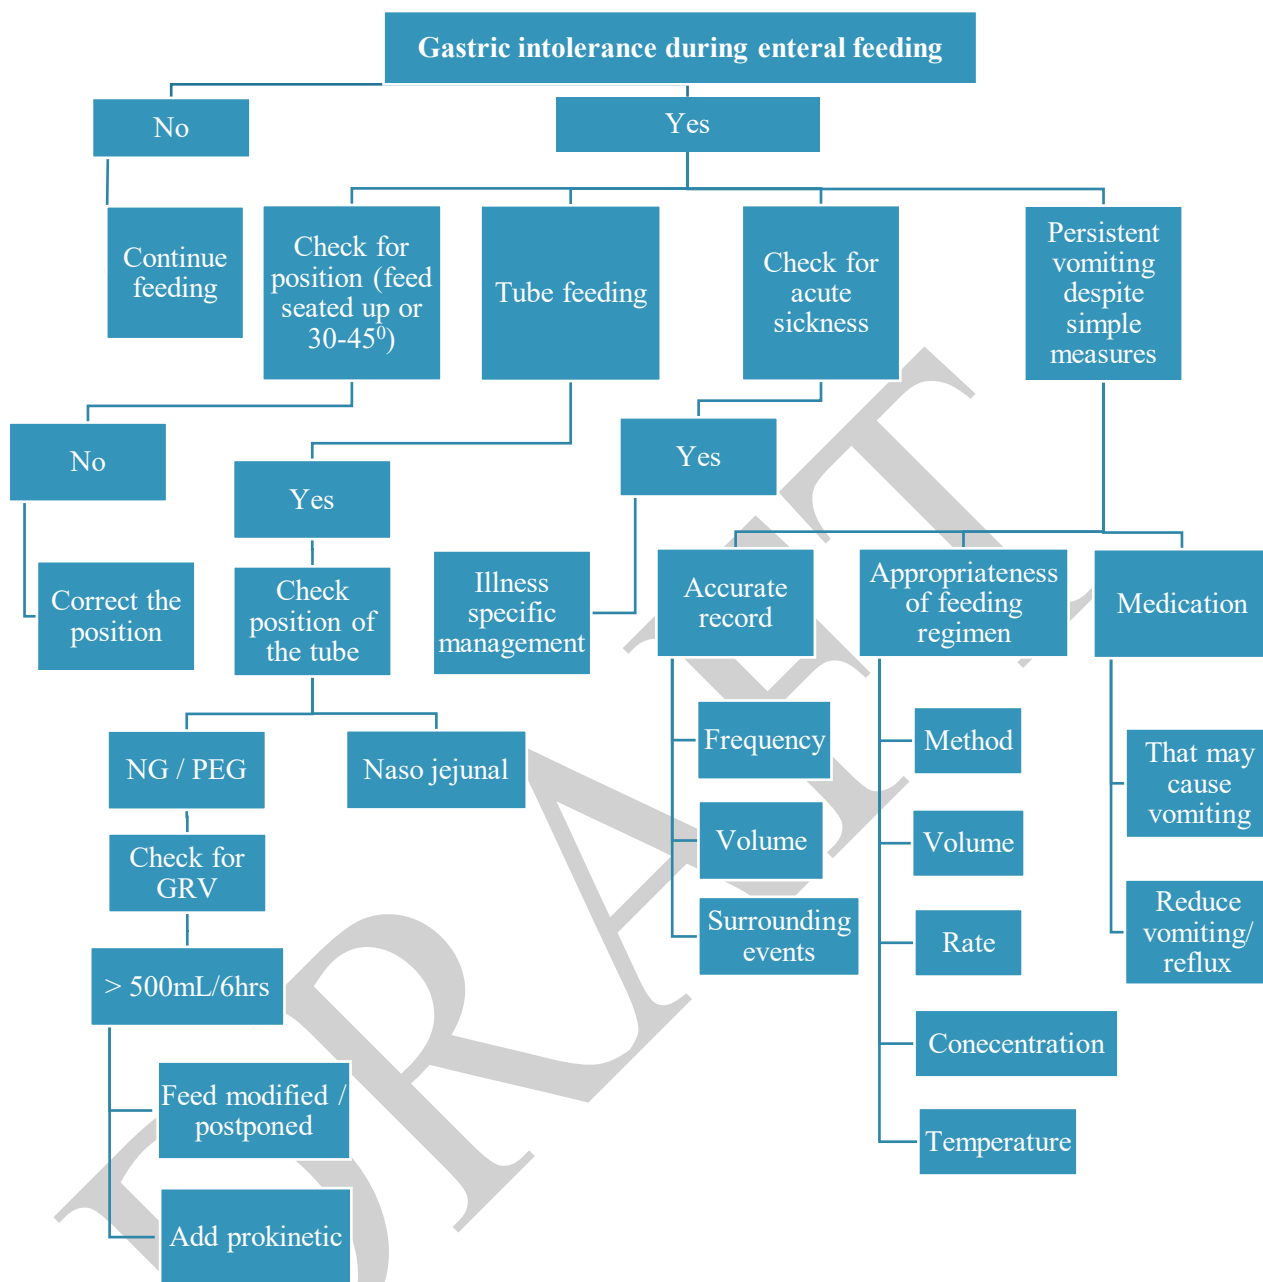 Gastric intolerance during enteral feeding
No
Yes
Continue
feeding
Check for
position (feed
seated up or
30-45⁰)
Tube feeding
Check for
acute
sickness
Persistent
vomiting
despite
simple
measures
No
Yes
Yes
Correct the
position
Check
position of
the tube
Illness
specific
management
Accurate
record
Appropriateness
of feeding
regimen
Medication
NG / PEG
Naso jejunal
Frequency
Method
That may
cause
vomiting
Check for
GRV
Volume
Volume
Surrounding
events
Rate
Reduce
vomiting/
reflux
> 500mL/6hrs
Conecentration
Feed modified /
postponed
Temperature
Add prokinetic
DRAFT